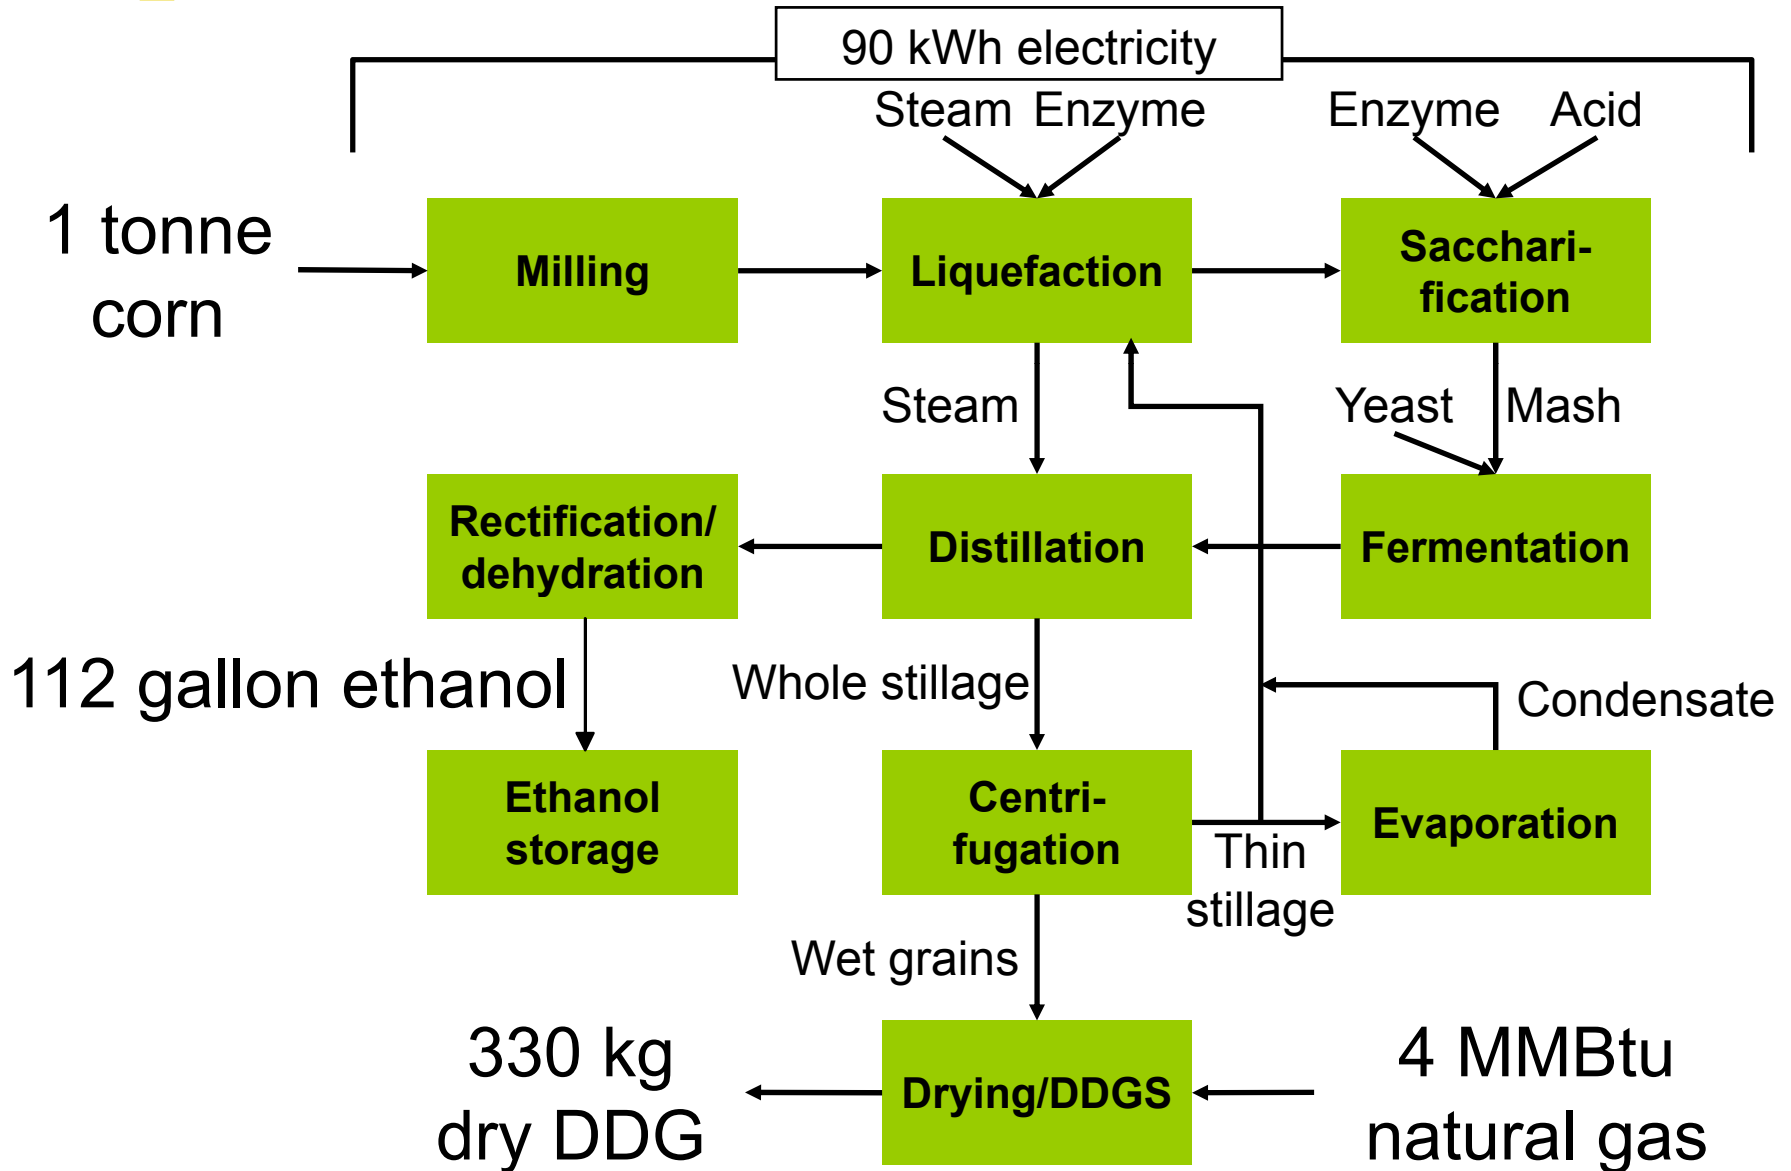 90 kWh electricity
Steam Enzyme
Enzyme Acid
1 tonne
corn
Milling
Liquefaction
Sacchari-
fication
Steam
Yeast
Mash
Rectification/
dehydration
Distillation
Fermentation
112 gallon ethanol
Whole stillage
Condensate
Ethanol
storage
Centri-
fugation
Evaporation
Thin
stillage
Wet grains
330 kg
dry DDG
Drying/DDGS
4 MMBtu
natural gas